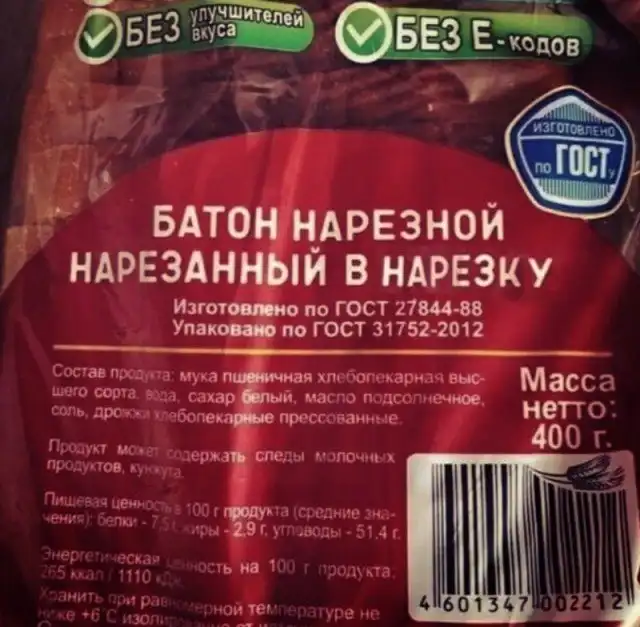 БЕЗ улучшителей вкуса
БЕЗ Е-кодов
ИЗГОТОВЛЕНО
по ГОСТу
БАТОН НАРЕЗНОЙ
НАРЕЗАННЫЙ В НАРЕЗКУ
Изготовлено по ГОСТ 27844-88
Упаковано по ГОСТ 31752-2012
Состав продукта: мука пшеничная хлебопекарная выс-
шего сорта, вода, сахар белый, масло подсолнечное,
соль, дрожжи хлебопекарные прессованные.
Масса
нетто:
400 г.
Продукт может содержать следы молочных
продуктов, кунжута.
Пищевая ценность в 100 г продукта (средние зна-
чения): белки - 7,5 г, жиры - 2,9 г, углеводы - 51,4 г.
Энергетическая ценность на 100 г продукта:
265 ккал / 1110 кДж.
Хранить при равномерной температуре не
ниже +6°С
4 601347 002212